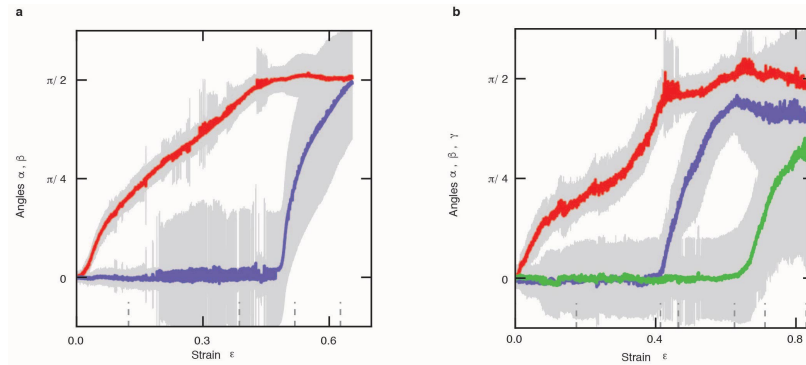 a
π/ 2
π/ 4
0
Angles α , β
0.0 0.3 0.6
Strain ε
b
π/ 2
π/ 4
0
Angles α , β , γ
0.0 0.4 0.8
Strain ε